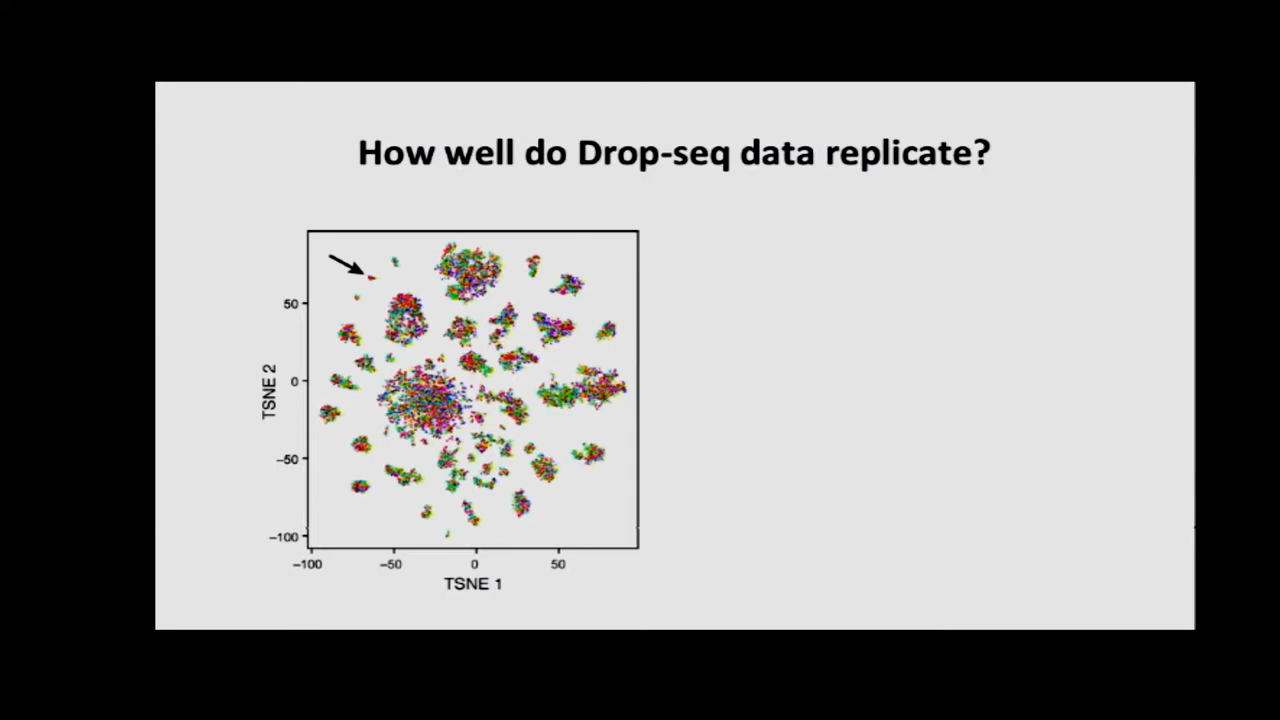 How well do Drop-seq data replicate?
50
0
−50
−100
−100
−50
0
50
TSNE 2
TSNE 1